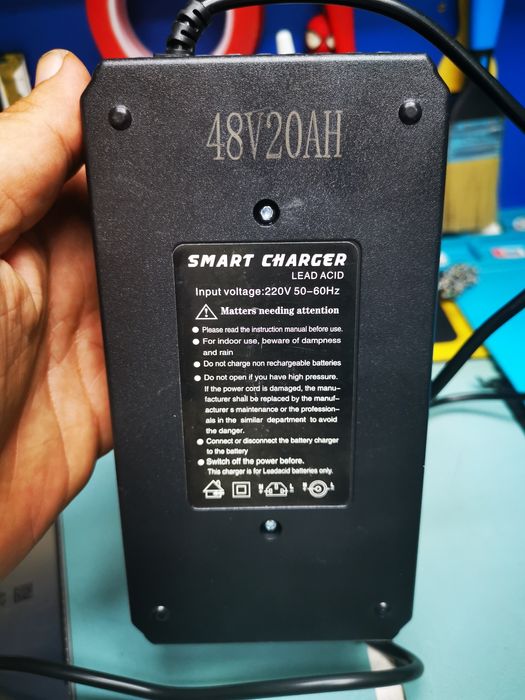 48V20AH
SMART CHARGER
LEAD ACID
Input voltage:220V 50-60Hz
Matters needing attention
Please read the instruction manual before use.
For indoor use, beware of dampness
and rain
Do not charge non rechargeable batteries
Do not open if you have high pressure.
If the power cord is damaged, the manu-
facturer shall be replaced by the manuf-
acturer s maintenance or the profession-
als in the similar department to avoid
the danger.
Connect or disconnect the battery charger
to the battery
Switch off the power before.
This charger is for Leadacid batteries only.